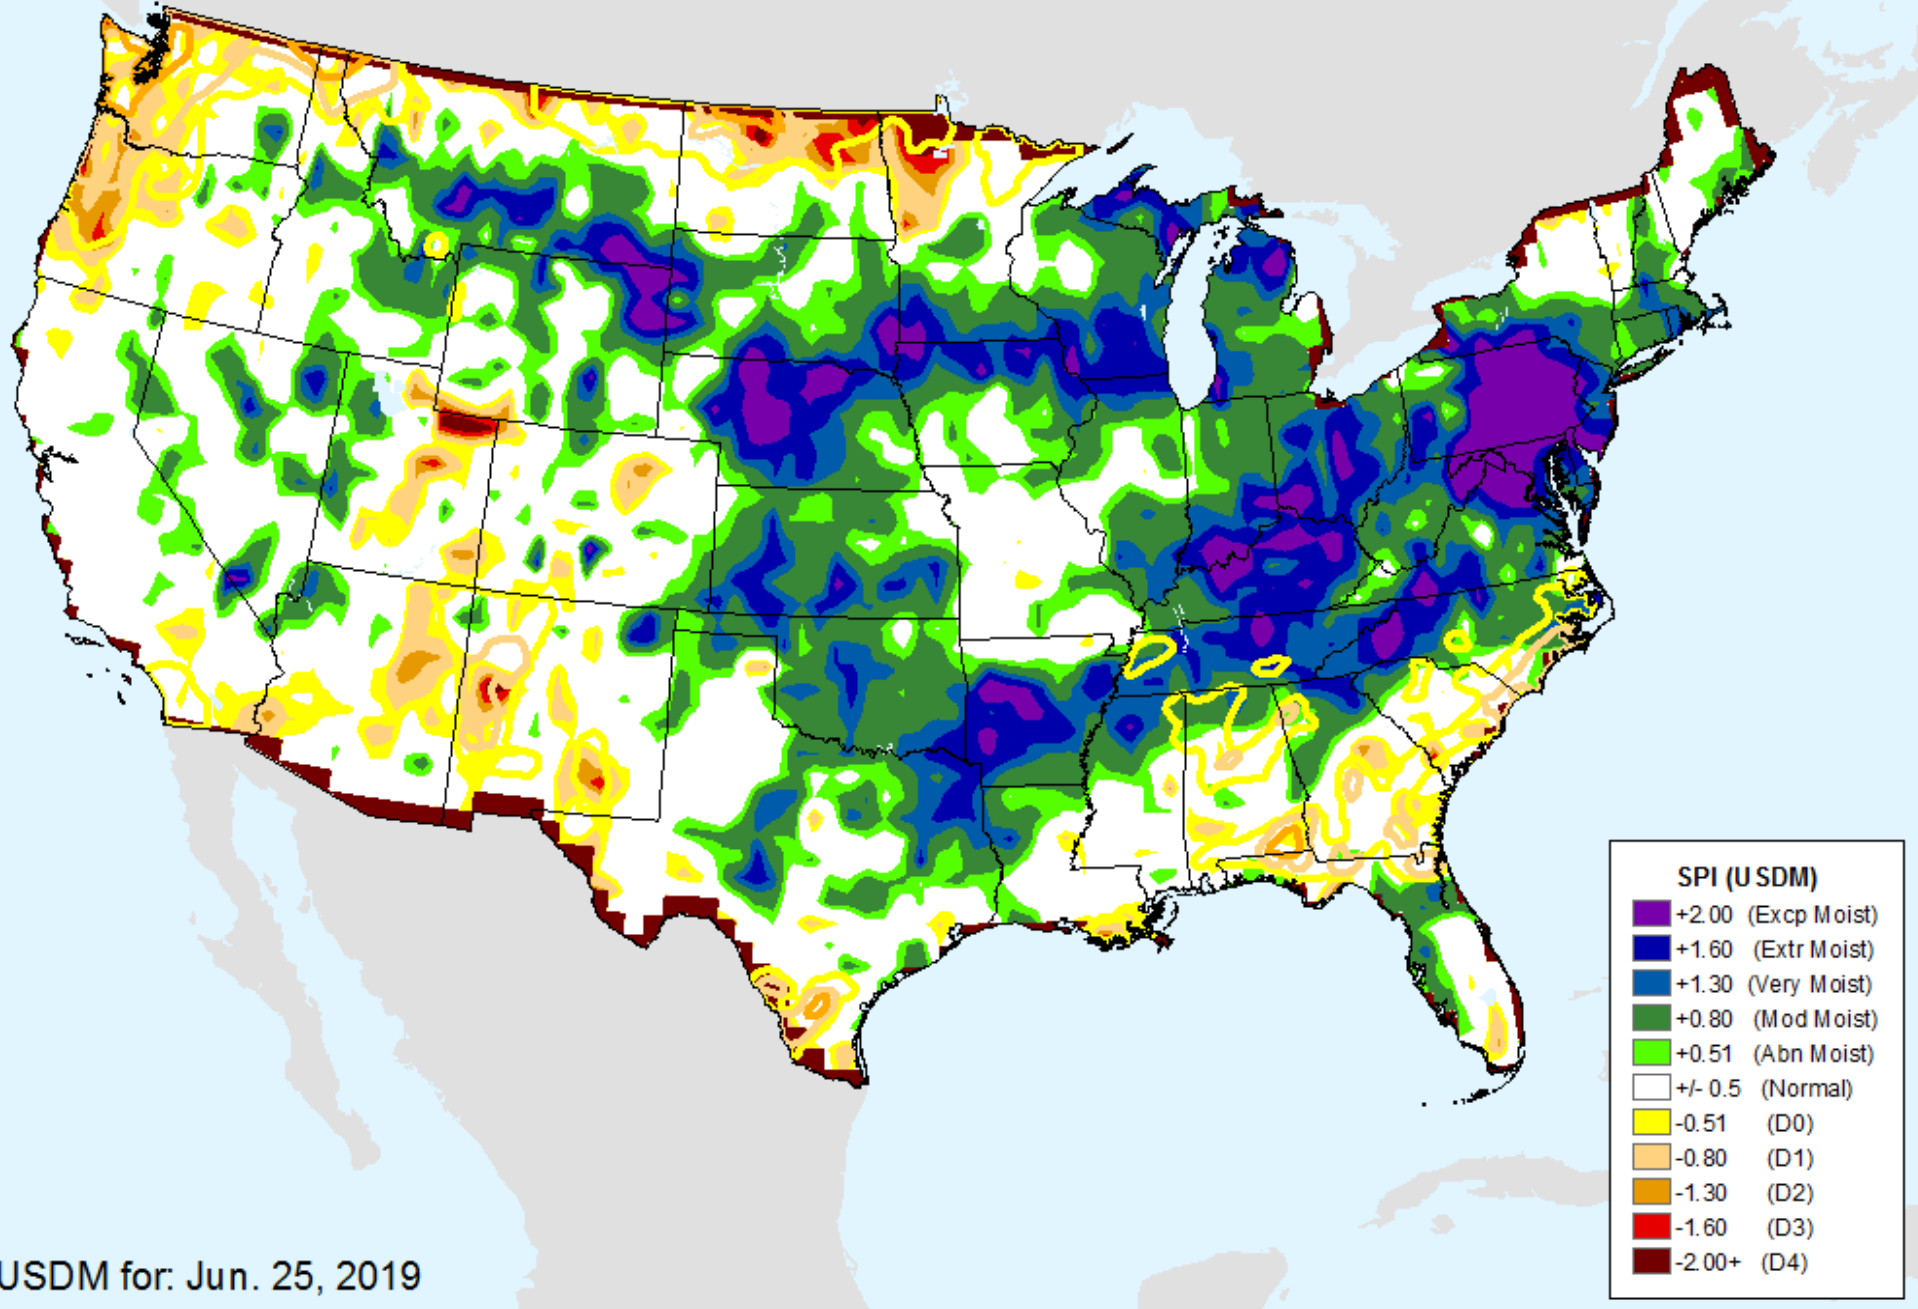 SPI (USDM)
+2.00 (Excp Moist)
+1.60 (Extr Moist)
+1.30 (Very Moist)
+0.80 (Mod Moist)
+0.51 (Abn Moist)
+/- 0.5 (Normal)
-0.51 (D0)
-0.80 (D1)
-1.30 (D2)
-1.60 (D3)
-2.00+ (D4)
USDM for: Jun. 25, 2019